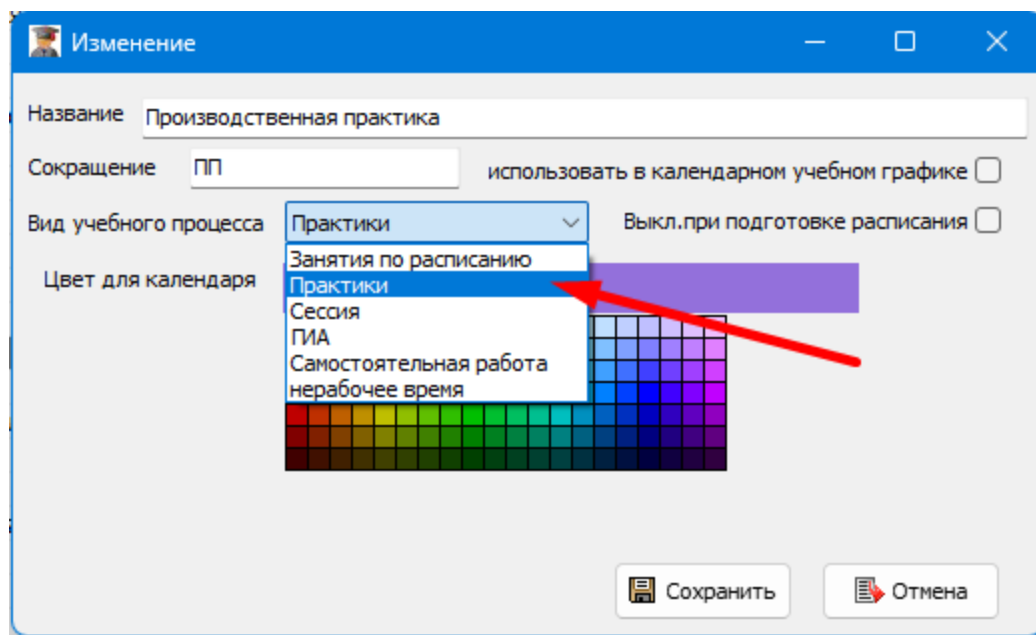 Изменение
Название Производственная практика
Сокращение ПП использовать в календарном учебном графике
Вид учебного процесса Практики Выкл.при подготовке расписания
Цвет для календаря
Занятия по расписанию
Практики
Сессия
ГИА
Самостоятельная работа
нерабочее время
Сохранить Отмена